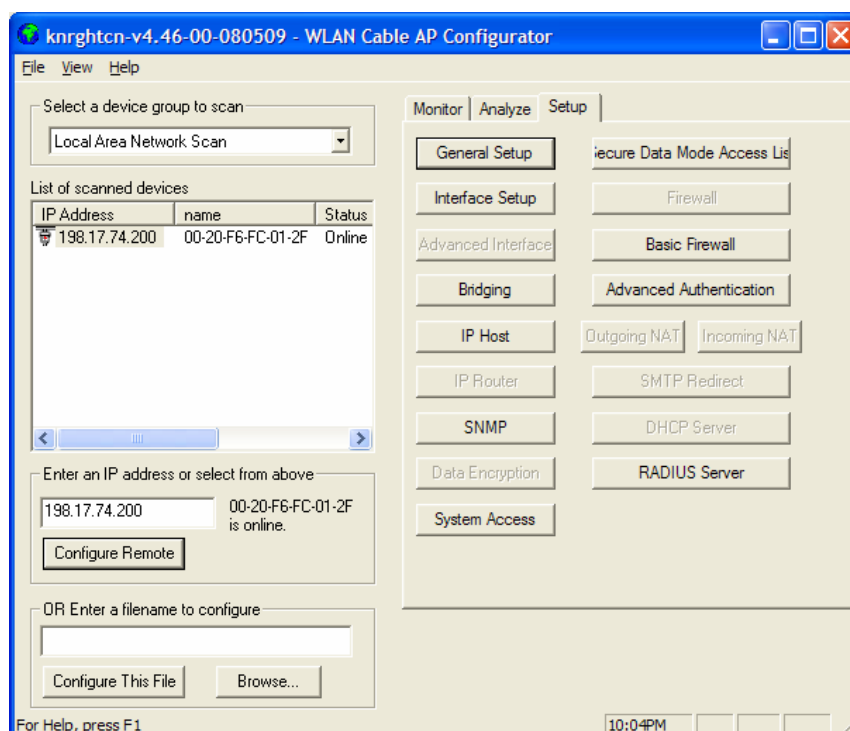 knrghtcn-v4.46-00-080509 - WLAN Cable AP Configurator
File View Help
Select a device group to scan
Local Area Network Scan
List of scanned devices
IP Address name Status
198.17.74.200 00-20-F6-FC-01-2F Online
Enter an IP address or select from above
198.17.74.200
00-20-F6-FC-01-2F
is online.
Configure Remote
OR Enter a filename to configure
Configure This File Browse...
Monitor Analyze Setup
General Setup Secure Data Mode Access Lis
Interface Setup Firewall
Advanced Interface Basic Firewall
Bridging Advanced Authentication
IP Host Outgoing NAT Incoming NAT
IP Router SMTP Redirect
SNMP DHCP Server
Data Encryption RADIUS Server
System Access
For Help, press F1 10:04PM